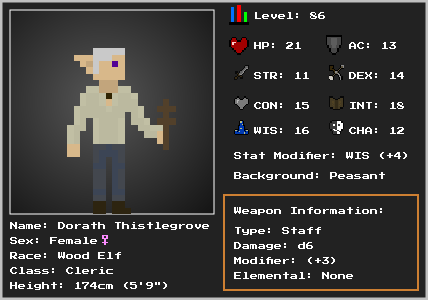 Level: 86
HP: 21 AC: 13
STR: 11 DEX: 14
CON: 15 INT: 18
WIS: 16 CHA: 12
Stat Modifier: WIS (+4)
Background: Peasant
Weapon Information:
Type: Staff
Damage: d6
Modifier: (+3)
Elemental: None
Name: Dorath Thistlegrove
Sex: Female♀
Race: Wood Elf
Class: Cleric
Height: 174cm (5'9")